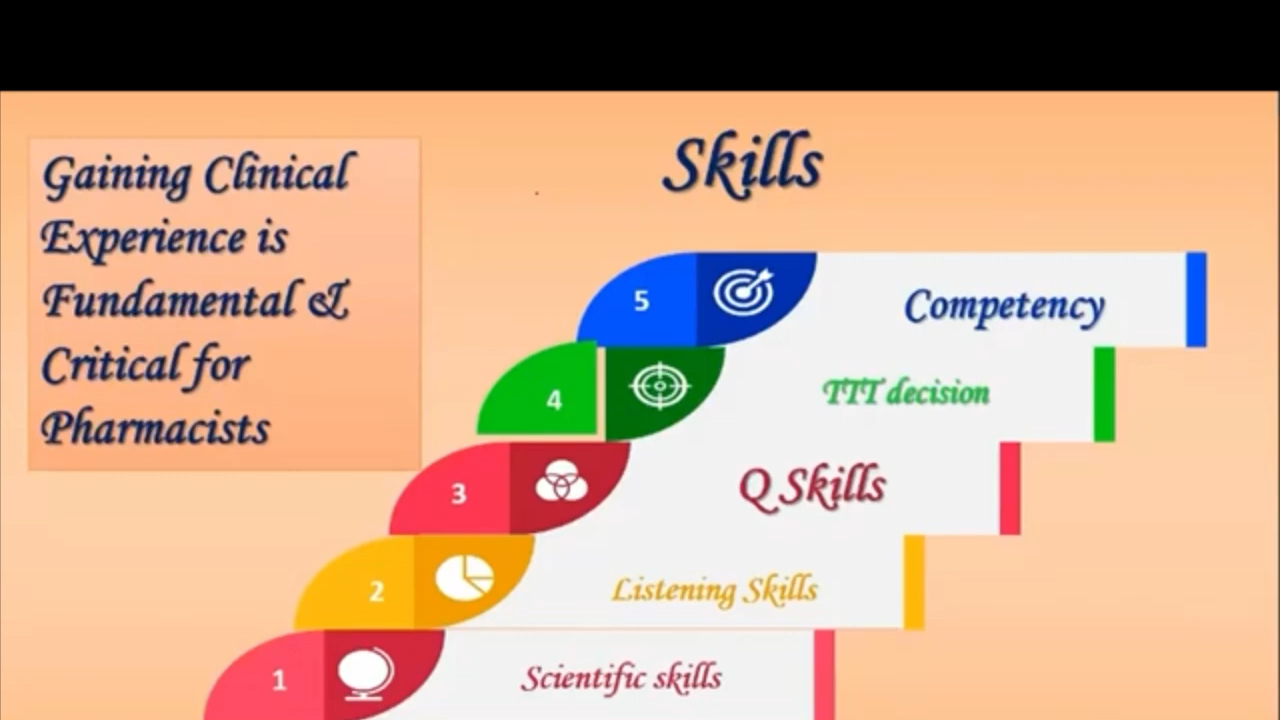 Skills
Gaining Clinical
Experience is
Fundamental &
Critical for
Pharmacists
5
Competency
4
TTT decision
3
Q Skills
2
Listening Skills
1
Scientific skills